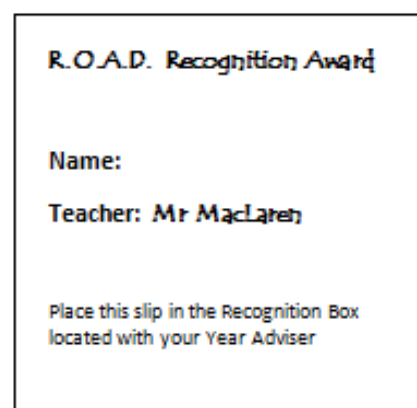 R.O.A.D. Recognition Award
Name:
Teacher: Mr MacLaren
Place this slip in the Recognition Box
located with your Year Adviser